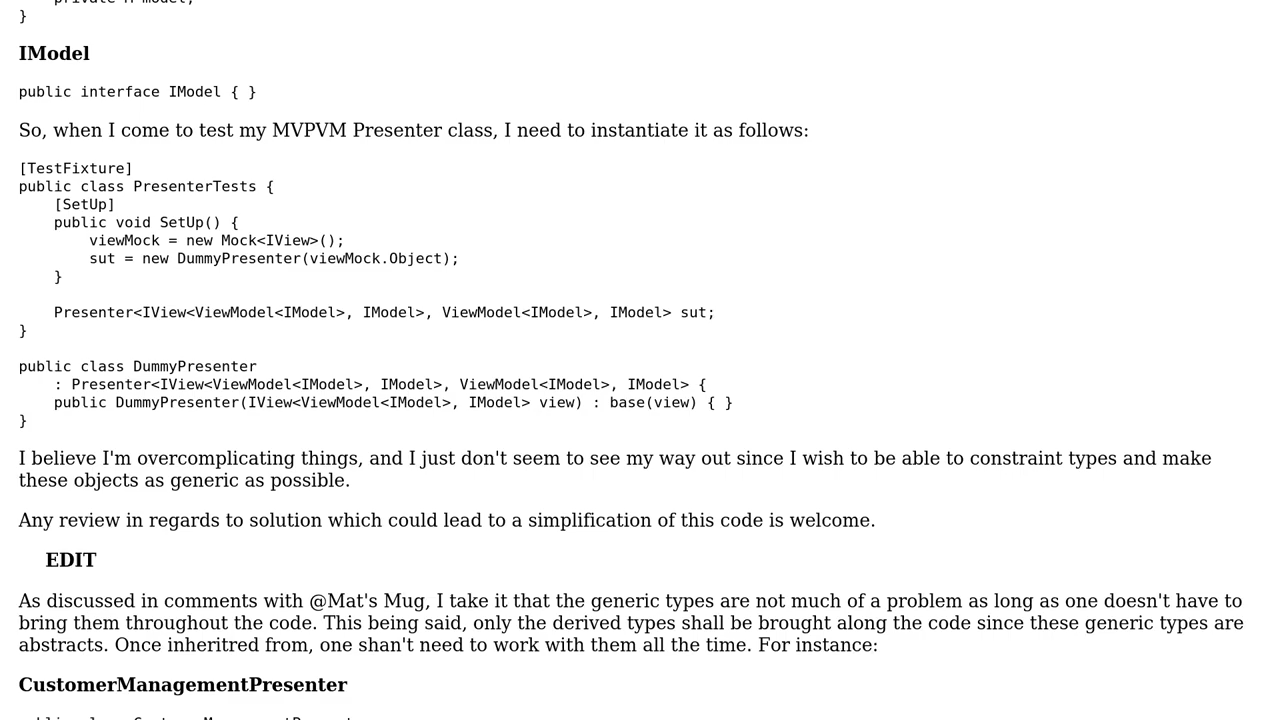 }
IModel
public interface IModel { }
So, when I come to test my MVPVM Presenter class, I need to instantiate it as follows:
[TestFixture]
public class PresenterTests {
    [SetUp]
    public void SetUp() {
        viewMock = new Mock<IView>();
        sut = new DummyPresenter(viewMock.Object);
    }
    Presenter<IView<ViewModel<IModel>, IModel>, ViewModel<IModel>, IModel> sut;
}
public class DummyPresenter
    : Presenter<IView<ViewModel<IModel>, IModel>, ViewModel<IModel>, IModel> {
    public DummyPresenter(IView<ViewModel<IModel>, IModel> view) : base(view) { }
}
I believe I'm overcomplicating things, and I just don't seem to see my way out since I wish to be able to constraint types and make
these objects as generic as possible.
Any review in regards to solution which could lead to a simplification of this code is welcome.
EDIT
As discussed in comments with @Mat's Mug, I take it that the generic types are not much of a problem as long as one doesn't have to
bring them throughout the code. This being said, only the derived types shall be brought along the code since these generic types are
abstracts. Once inheritred from, one shan't need to work with them all the time. For instance:
CustomerManagementPresenter